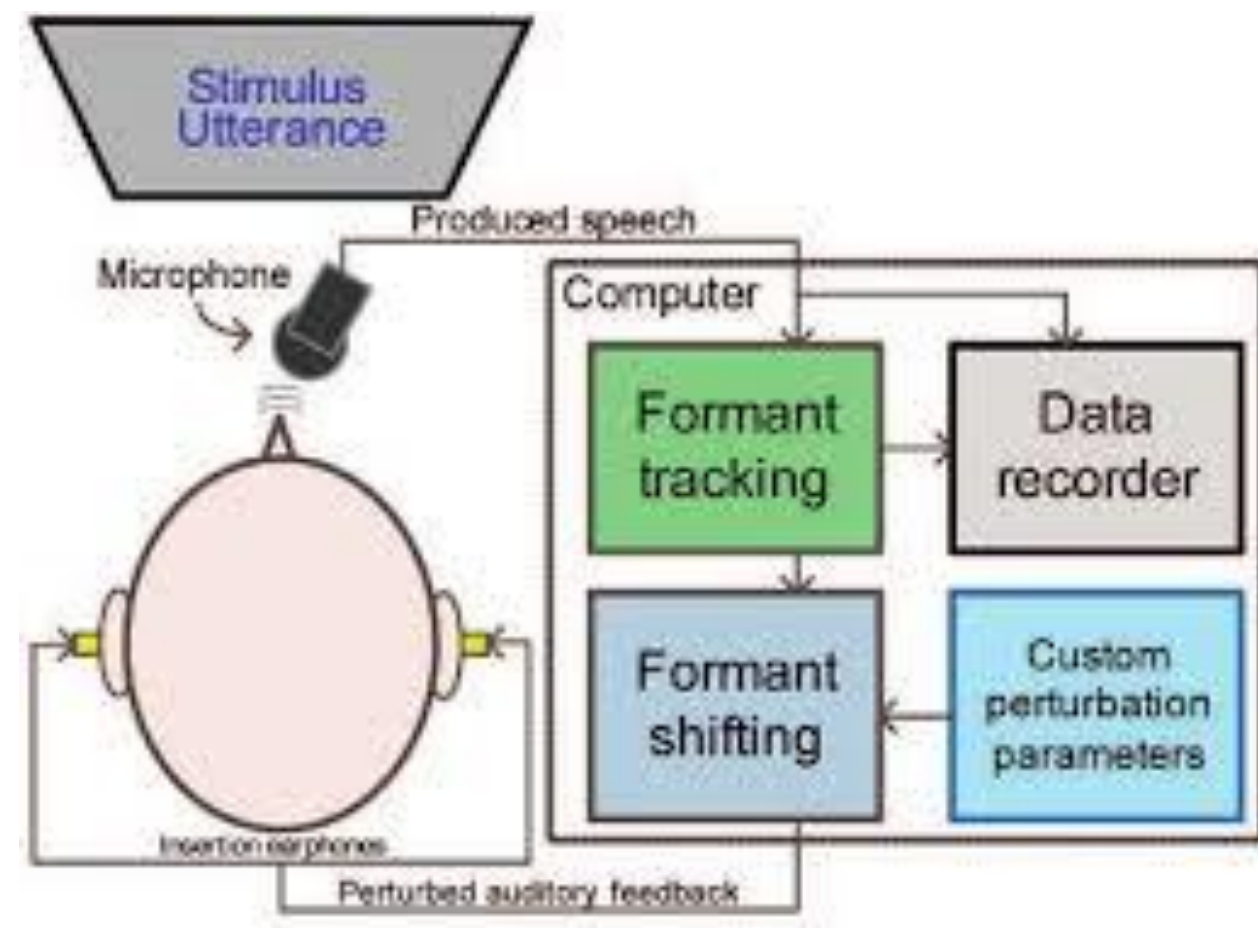 Stimulus
Utterance
Produced speech
Microphone
Computer
Formant
tracking
Data
recorder
Formant
shifting
Custom
perturbation
parameters
Insertion earphones
Perturbed auditory feedback